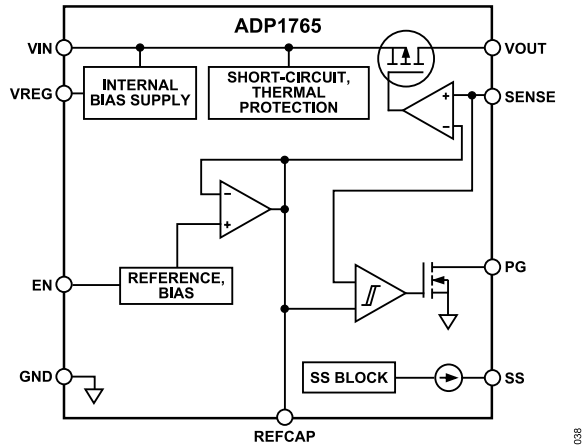 ADP1765
VIN
VOUT
INTERNAL
BIAS SUPPLY
SHORT-CIRCUIT,
THERMAL
PROTECTION
VREG
SENSE
+
−
−
+
REFERENCE,
BIAS
EN
PG
GND
SS BLOCK
SS
REFCAP
038